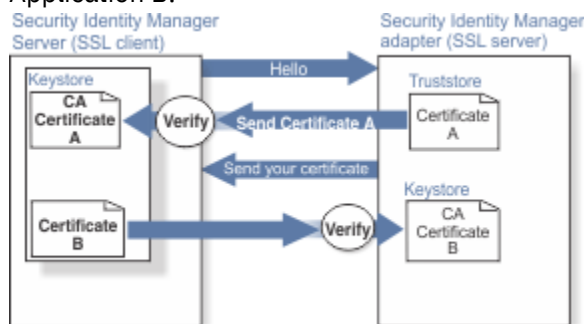 Application B.
Security Identity Manager
Server (SSL client)
Security Identity Manager
adapter (SSL server)
Hello
Keystore
CA
Certificate
A
Verify
Send Certificate A
Truststore
Certificate
A
Send your certificate
Keystore
Certificate
B
Verify
CA
Certificate
B